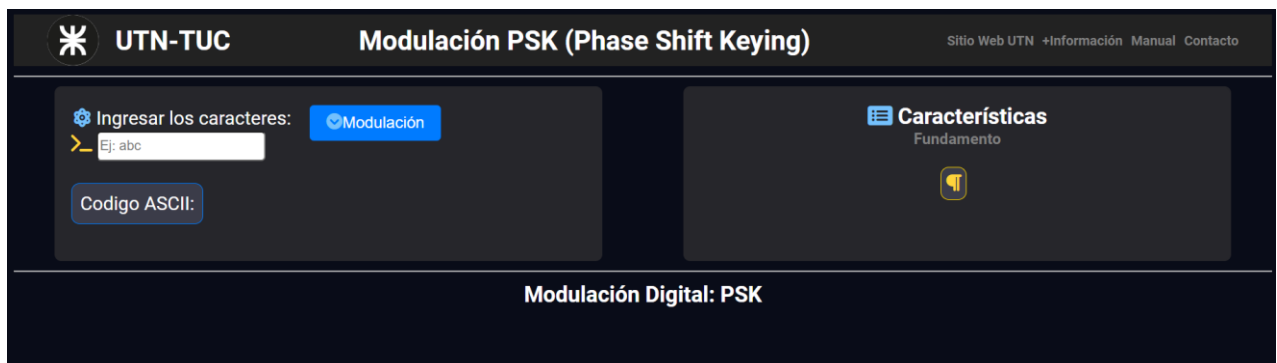 UTN-TUC
Modulación PSK (Phase Shift Keying)
Sitio Web UTN +Información Manual Contacto
Ingresar los caracteres:
Modulación
Ej: abc
Codigo ASCII:
Características
Fundamento
¶
Modulación Digital: PSK